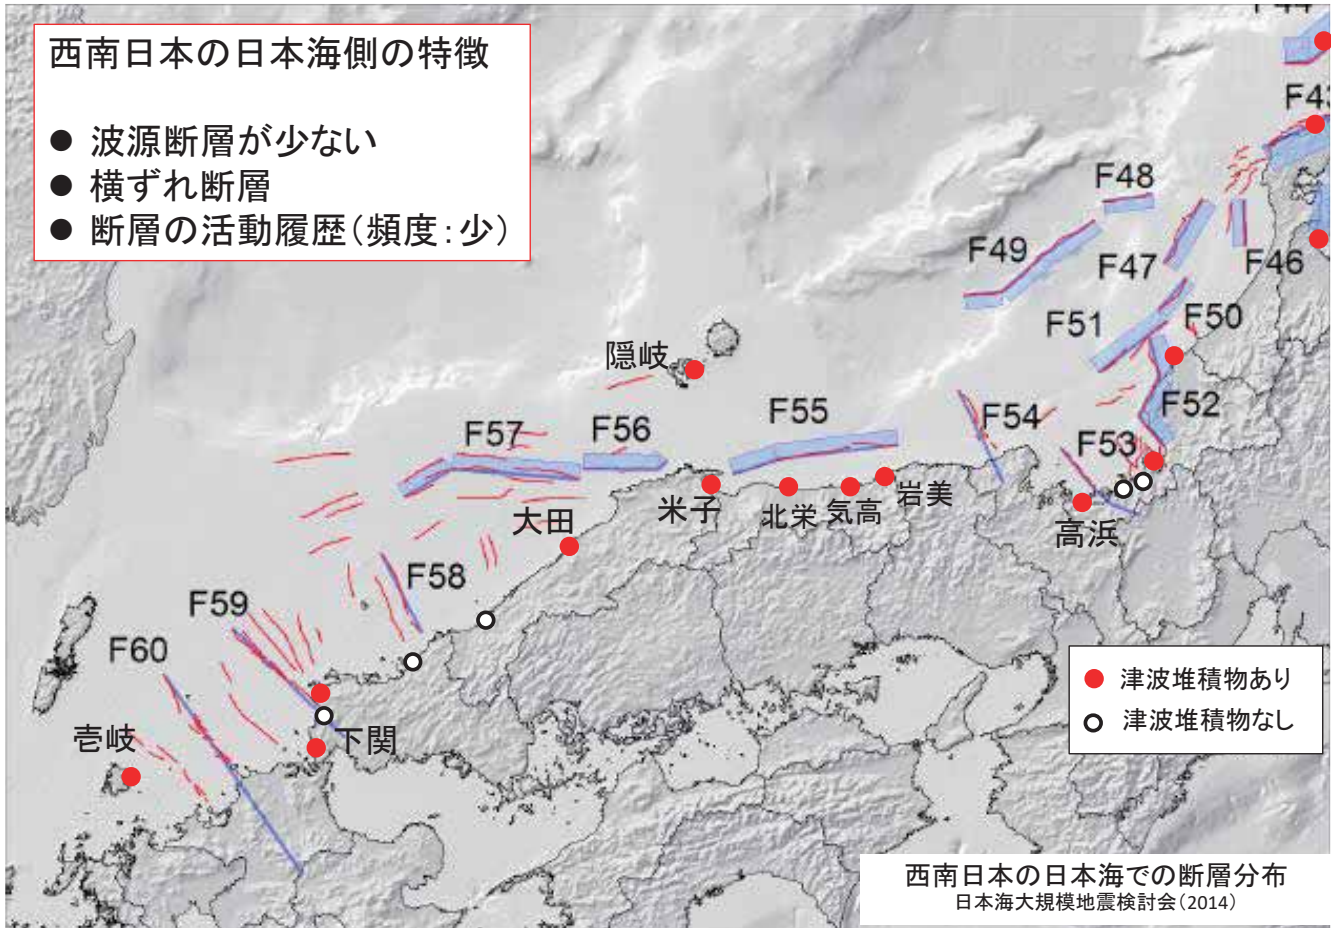 西南日本の日本海側の特徴
● 波源断層が少ない
● 横ずれ断層
● 断層の活動履歴(頻度:少)
F44
F43
F48
F49
F47
F46
F51
F50
隠岐
F55
F54
F52
F57
F56
F53
米子
北栄
気高
岩美
高浜
大田
F58
F59
F60
壱岐
下関
● 津波堆積物あり
○ 津波堆積物なし
西南日本の日本海での断層分布
日本海大規模地震検討会(2014)